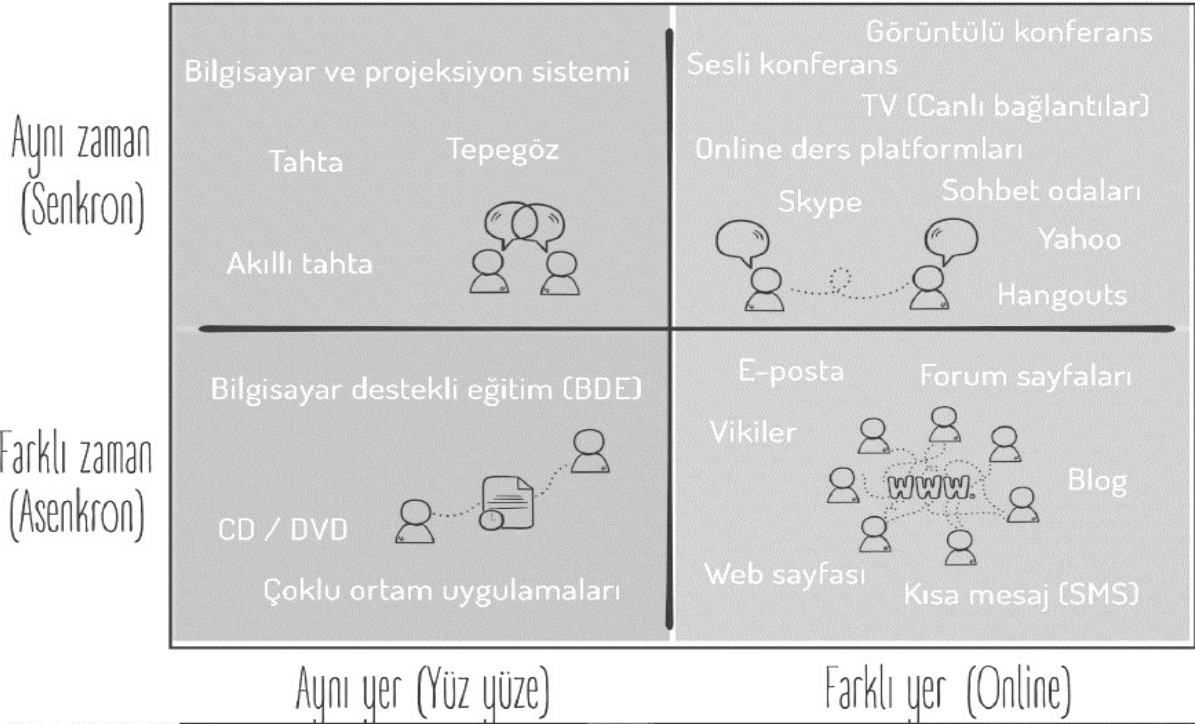 Aynı zaman
(Senkron)
Bilgisayar ve projeksiyon sistemi
Tahta
Tepegöz
Akıllı tahta
Görüntülü konferans
Sesli konferans
TV (Canlı bağlantılar)
Online ders platformları
Sohbet odaları
Skype
Yahoo
Hangouts
Farklı zaman
(Asenkron)
Bilgisayar destekli eğitim (BDE)
CD / DVD
Çoklu ortam uygulamaları
E-posta
Forum sayfaları
Vikiler
www.
Blog
Web sayfası
Kısa mesaj (SMS)
Aynı yer (Yüz yüze)
Farklı yer (Online)